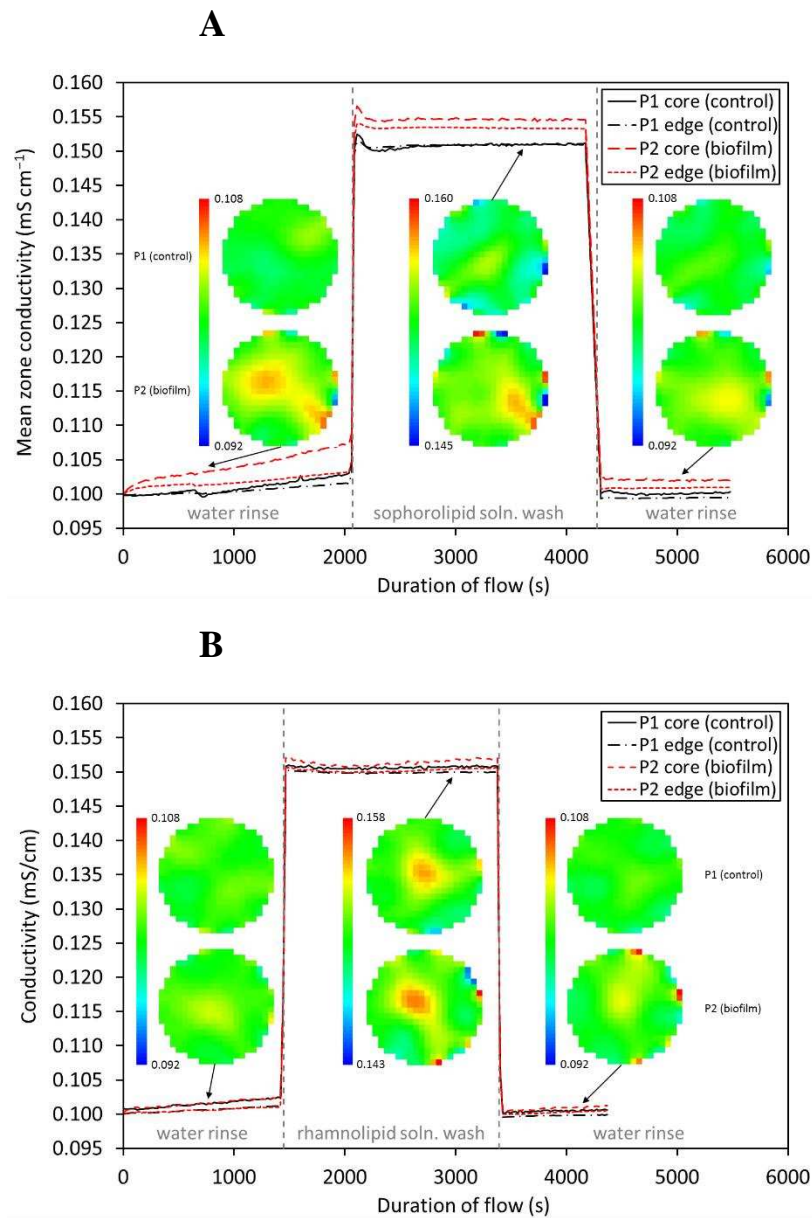 A
0.160
0.155
0.150
0.145
0.140
0.135
0.130
0.125
0.120
0.115
0.110
0.105
0.100
0.095
Mean zone conductivity (mS cm⁻¹)
P1 core (control)
P1 edge (control)
P2 core (biofilm)
P2 edge (biofilm)
0.108
0.160
0.108
P1 (control)
P2 (biofilm)
0.092
0.145
0.092
water rinse
sophorolipid soln. wash
water rinse
0 1000 2000 3000 4000 5000 6000
Duration of flow (s)
B
0.160
0.155
0.150
0.145
0.140
0.135
0.130
0.125
0.120
0.115
0.110
0.105
0.100
0.095
Conductivity (mS/cm)
P1 core (control)
P1 edge (control)
P2 core (biofilm)
P2 edge (biofilm)
0.108
0.158
0.108
P1 (control)
P2 (biofilm)
0.092
0.143
0.092
water rinse
rhamnolipid soln. wash
water rinse
0 1000 2000 3000 4000 5000 6000
Duration of flow (s)